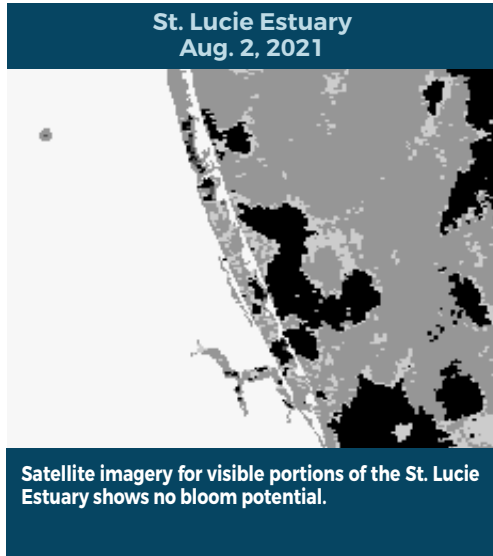 St. Lucie Estuary
Aug. 2, 2021
Satellite imagery for visible portions of the St. Lucie
Estuary shows no bloom potential.